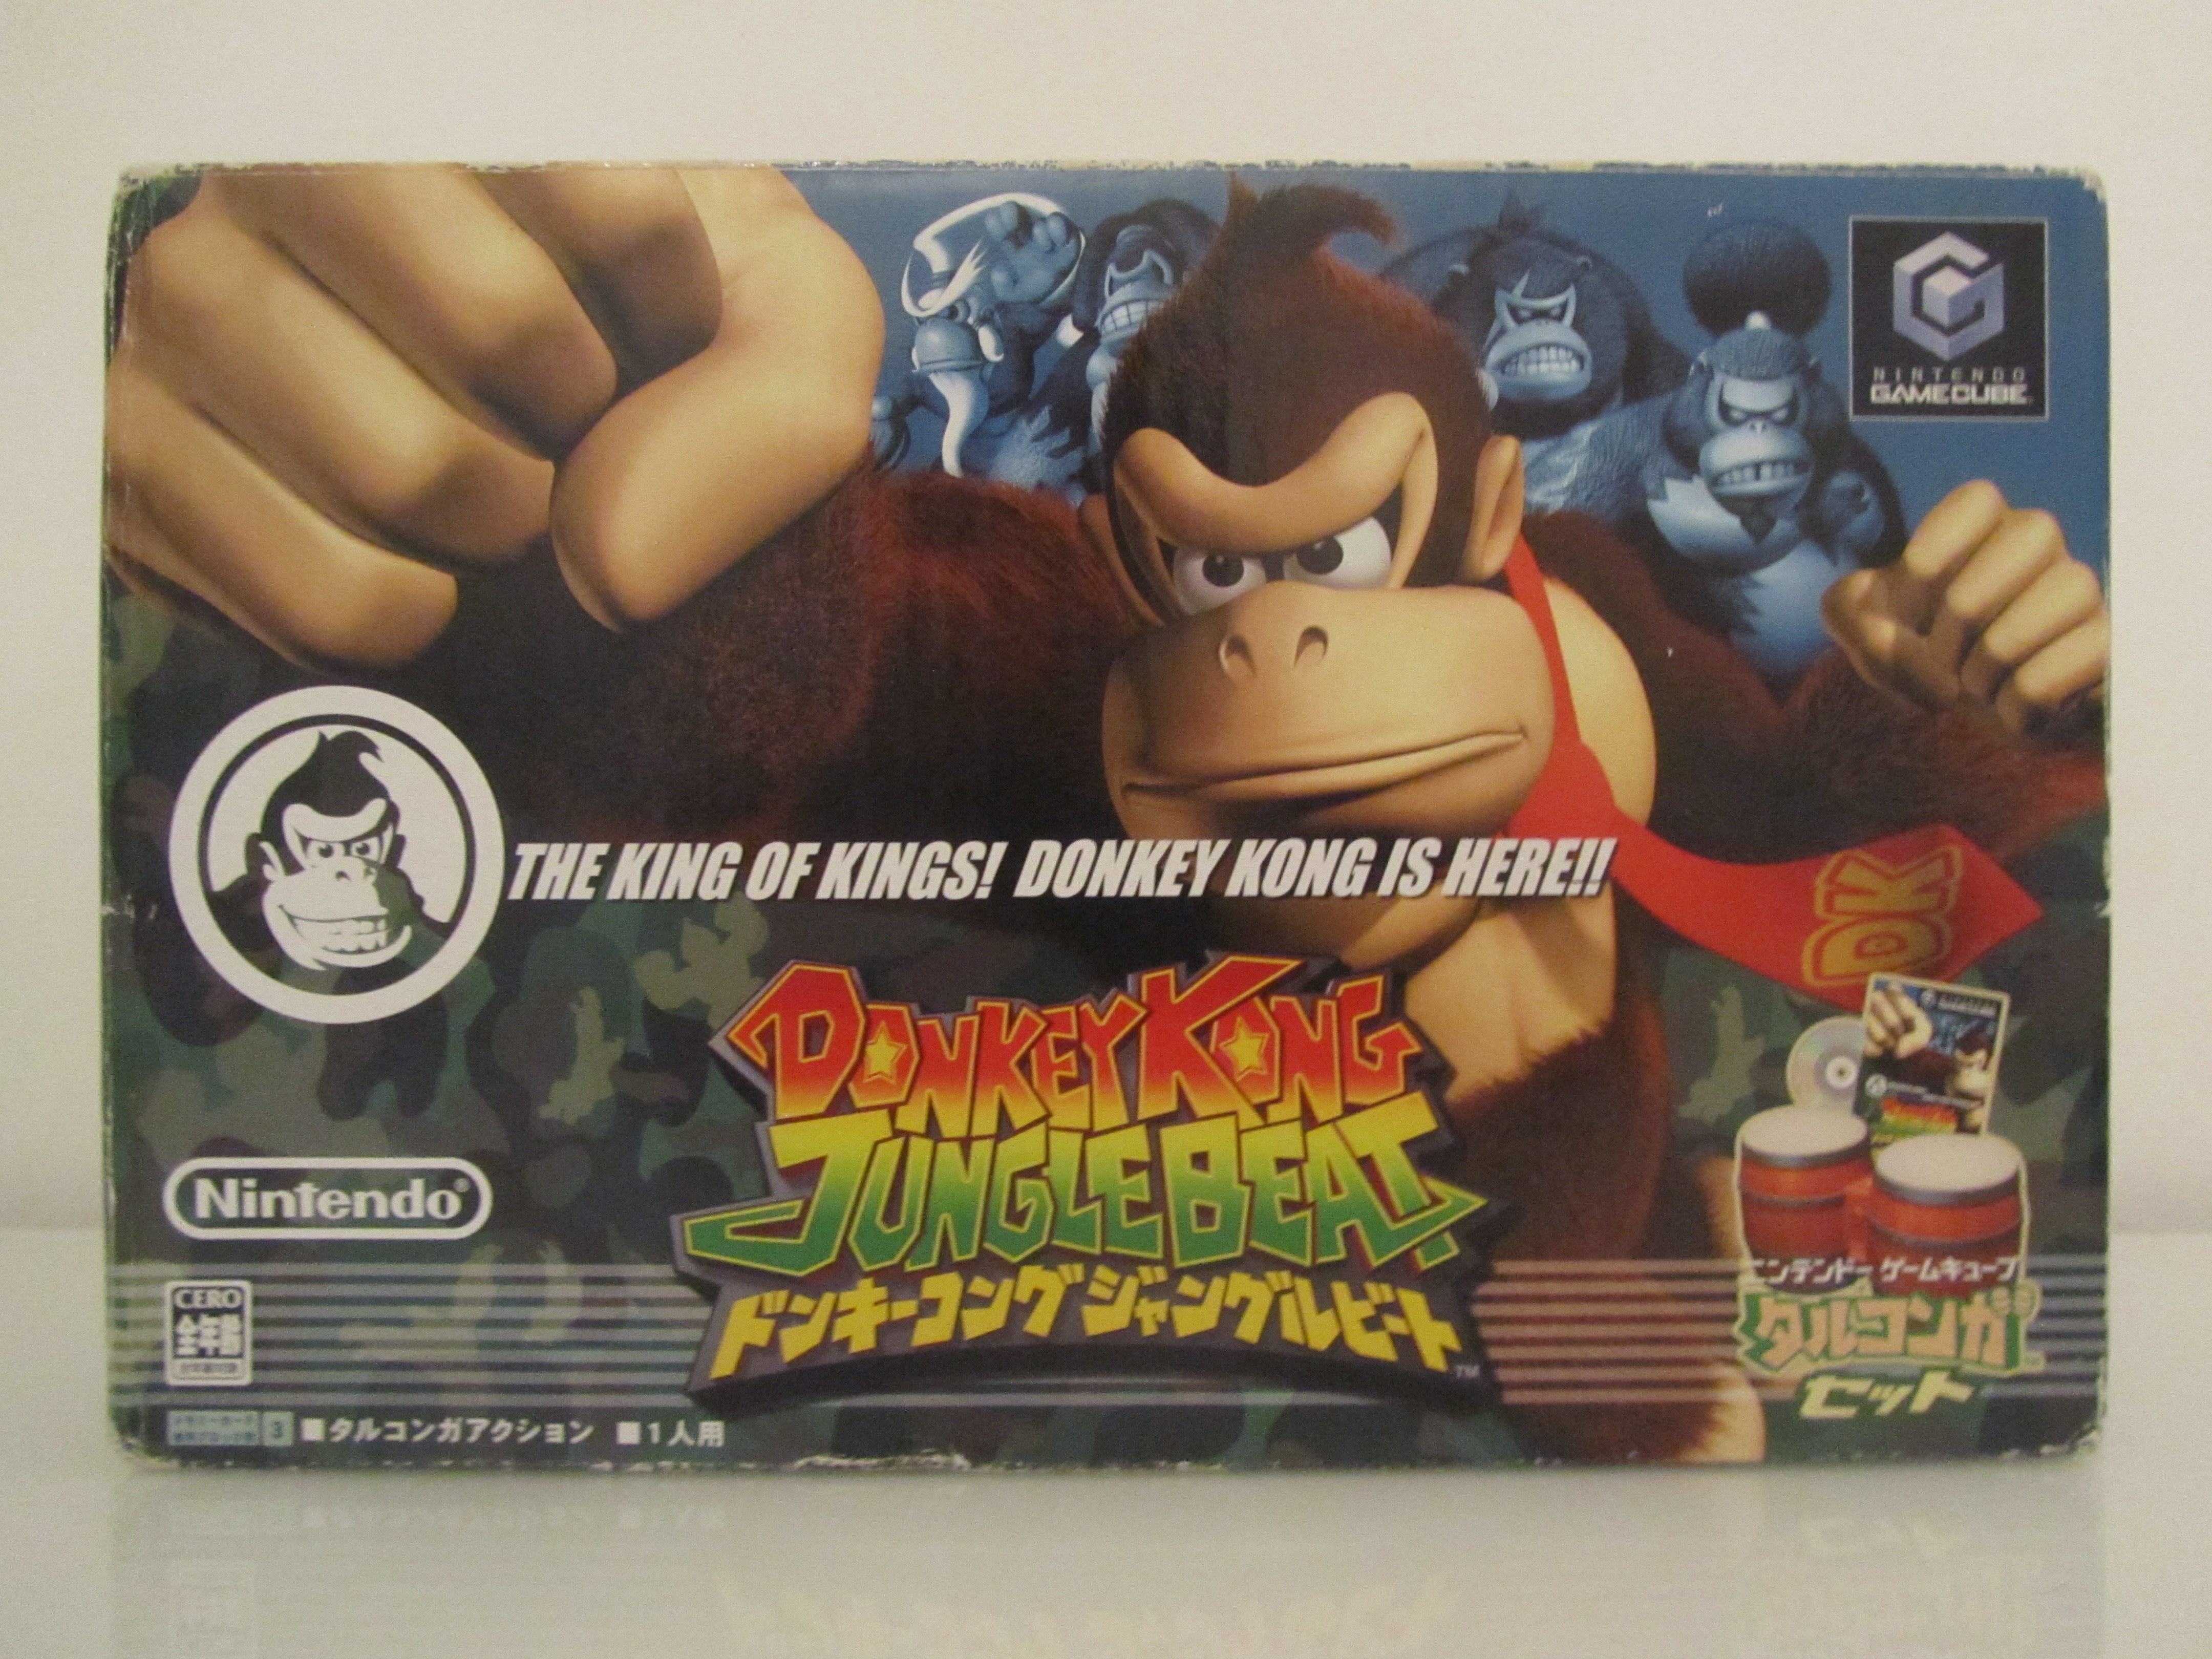 NINTENDO
GAMECUBE
THE KING OF KINGS! DONKEY KONG IS HERE!!
DK
DONKEY KONG
JUNGLE BEAT
ドンキーコング ジャングルビート
TM
Nintendo®
ニンテンドー ゲームキューブ
タルコンガ
セット
CERO
全年齢
3 ■タルコンガアクション ■1人用